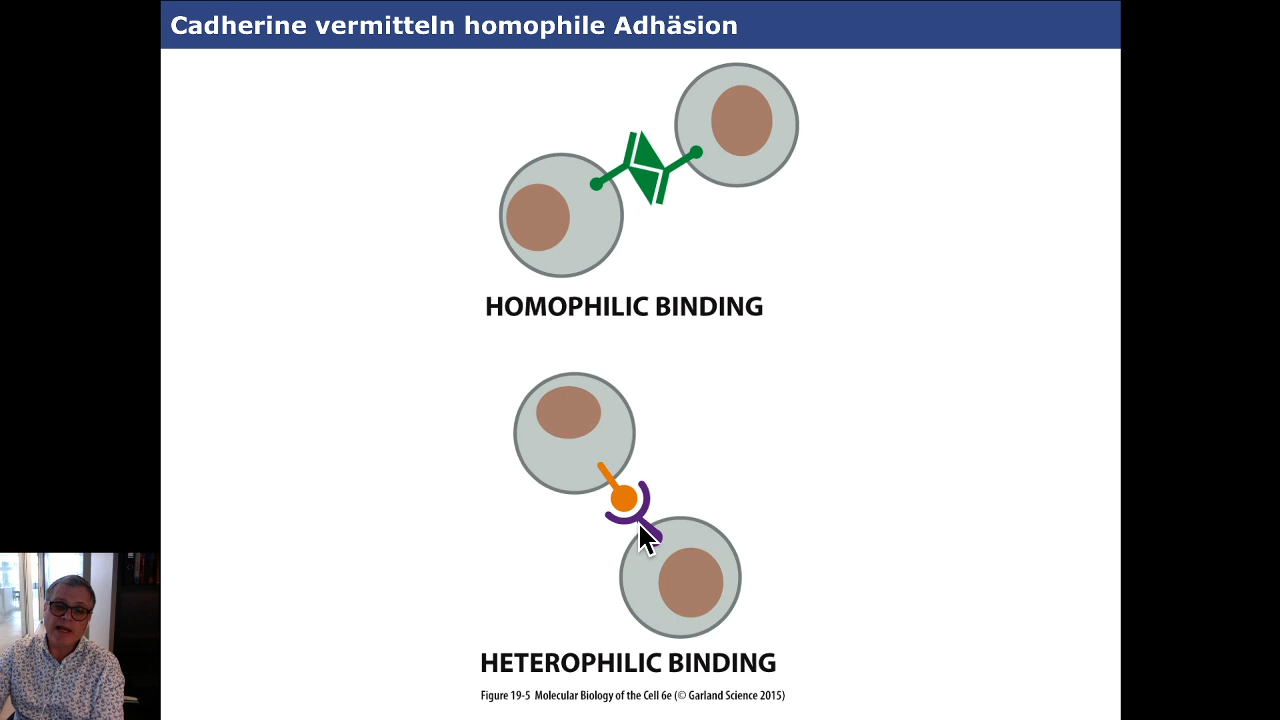 Cadherine vermitteln homophile Adhäsion
HOMOPHILIC BINDING
HETEROPHILIC BINDING
Figure 19-5 Molecular Biology of the Cell 6e (© Garland Science 2015)